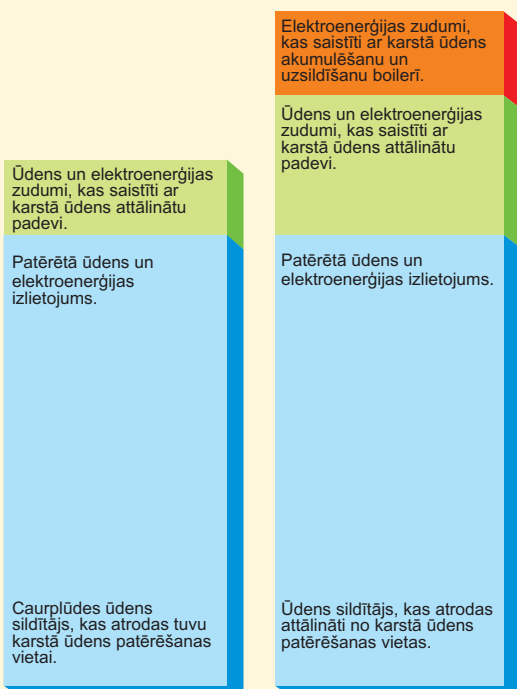 Ūdens un elektroenerģijas
zudumi, kas saistīti ar
karstā ūdens attālinātu
padevi.
Patērētā ūdens un
elektroenerģijas
izlietojums.
Caurplūdes ūdens
sildītājs, kas atrodas tuvu
karstā ūdens patērēšanas
vietai.
Elektroenerģijas zudumi,
kas saistīti ar karstā ūdens
akumulēšanu un
uzsildīšanu boilerī.
Ūdens un elektroenerģijas
zudumi, kas saistīti ar
karstā ūdens attālinātu
padevi.
Patērētā ūdens un
elektroenerģijas izlietojums.
Ūdens sildītājs, kas atrodas
attālināti no karstā ūdens
patērēšanas vietas.